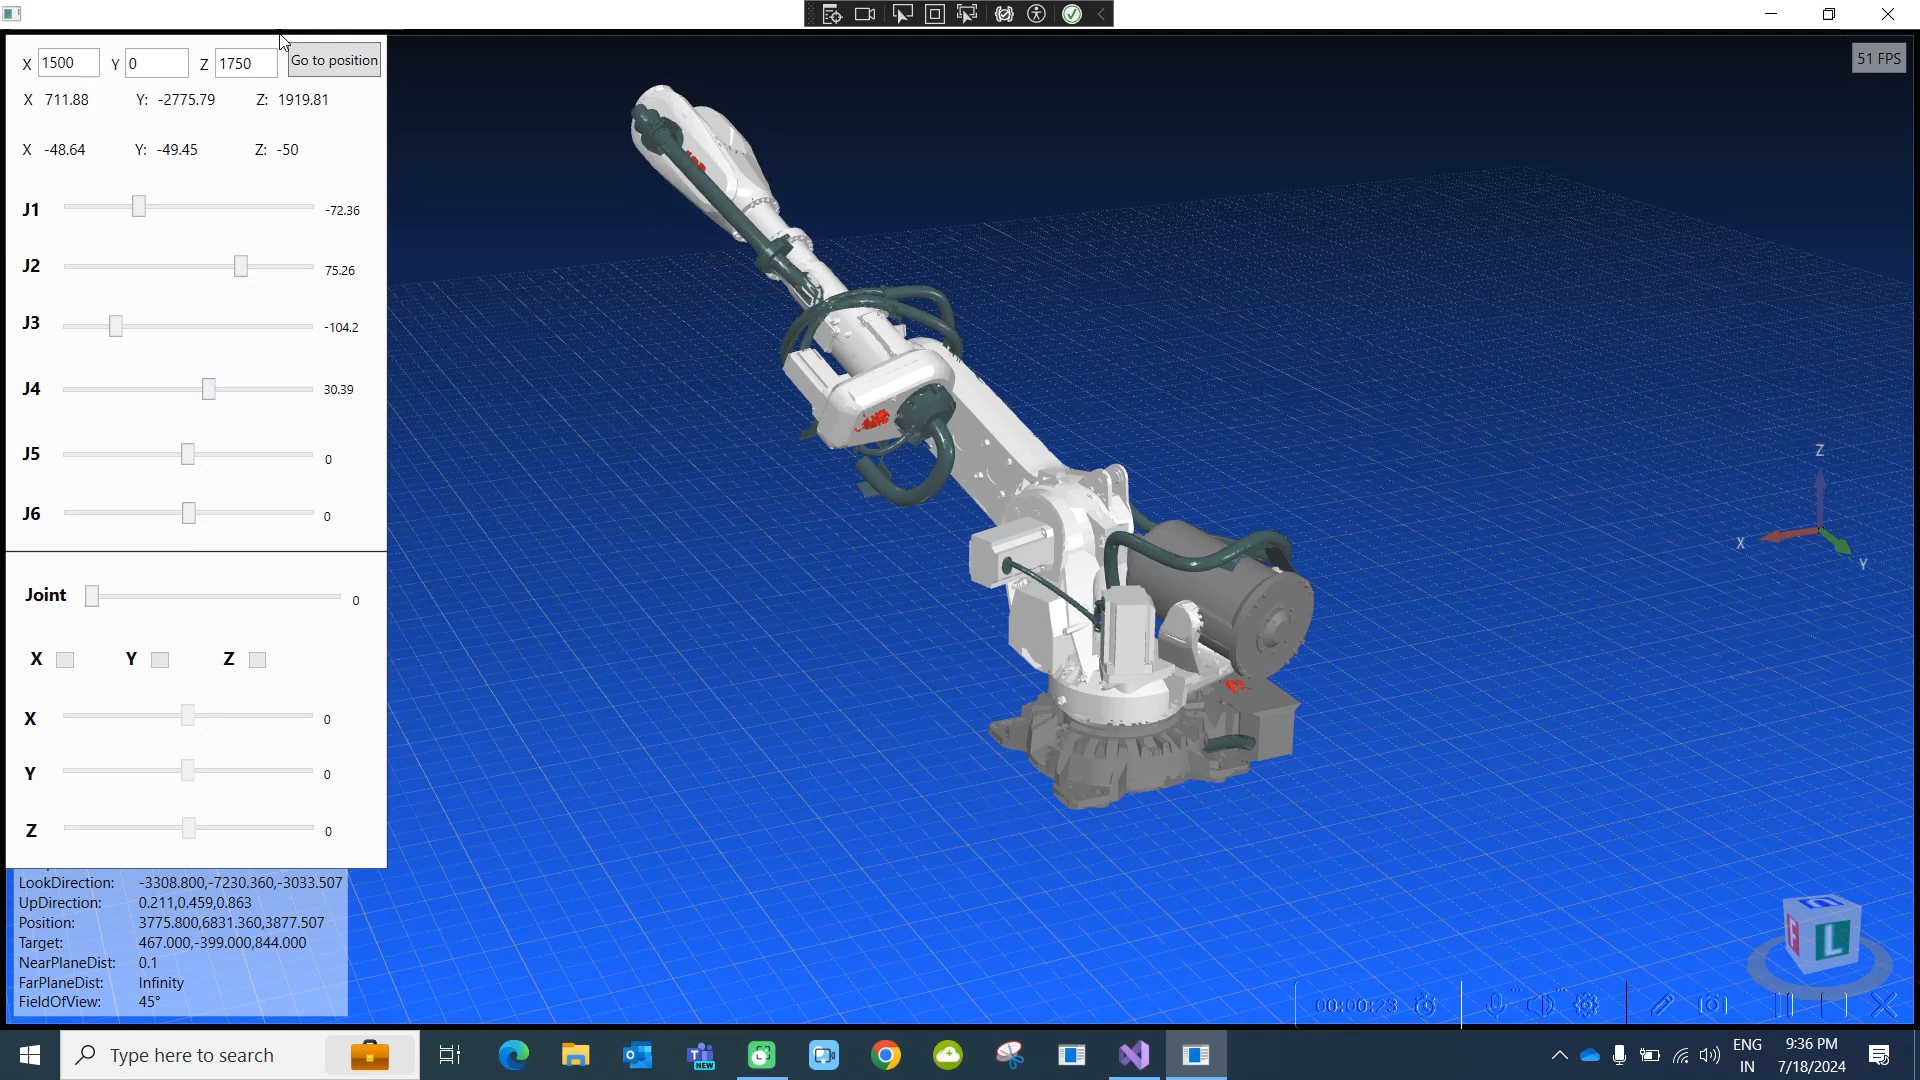 51 FPS
X 1500 Y 0 Z 1750 Go to position
X 711.88 Y: -2775.79 Z: 1919.81
X -48.64 Y: -49.45 Z: -50
J1 -72.36
J2 75.26
J3 -104.2
J4 30.39
J5 0
J6 0
Joint 0
X Y Z
X 0
Y 0
Z 0
LookDirection: -3308.800,-7230.360,-3033.507
UpDirection: 0.211,0.459,0.863
Position: 3775.800,6831.360,3877.507
Target: 467.000,-399.000,844.000
NearPlaneDist: 0.1
FarPlaneDist: Infinity
FieldOfView: 45°
Z
X
Y
F L
00:00:23
Type here to search
NEW
ENG
IN
9:36 PM
7/18/2024